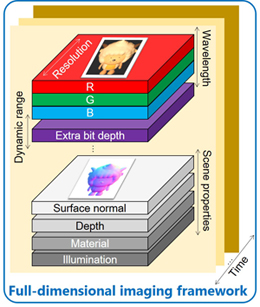 Resolution
Wavelength
R
G
B
Dynamic range
Extra bit depth
Scene properties
Surface normal
Depth
Material
Illumination
Time
Full-dimensional imaging framework